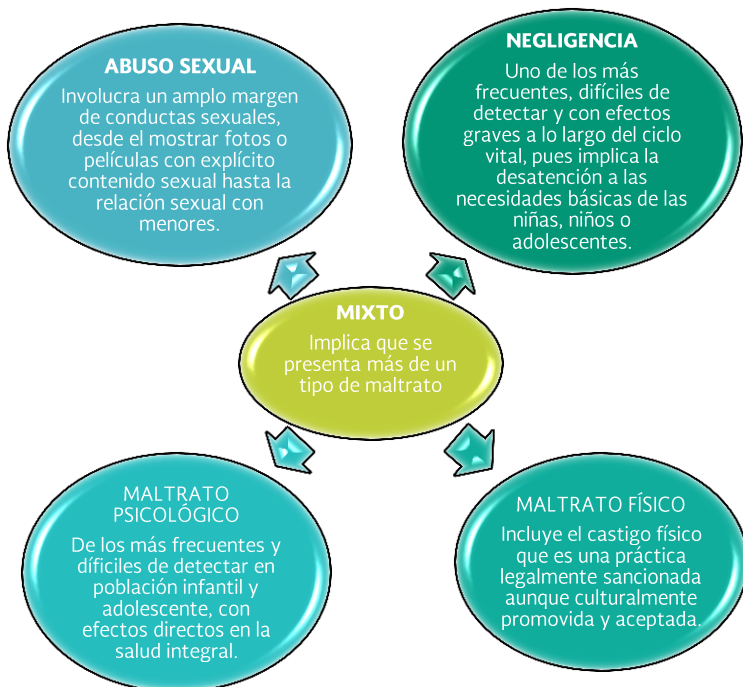 ABUSO SEXUAL
Involucra un amplo margen
de conductas sexuales,
desde el mostrar fotos o
películas con explícito
contenido sexual hasta la
relación sexual con
menores.
NEGLIGENCIA
Uno de los más
frecuentes, difíciles de
detectar y con efectos
graves a lo largo del ciclo
vital, pues implica la
desatención a las
necesidades básicas de las
niñas, niños o
adolescentes.
MIXTO
Implica que se
presenta más de un
tipo de maltrato
MALTRATO
PSICOLÓGICO
De los más frecuentes y
díficiles de detectar en
población infantil y
adolescente, con
efectos directos en la
salud integral.
MALTRATO FÍSICO
Incluye el castigo físico
que es una práctica
legalmente sancionada
aunque culturalmente
promovida y aceptada.